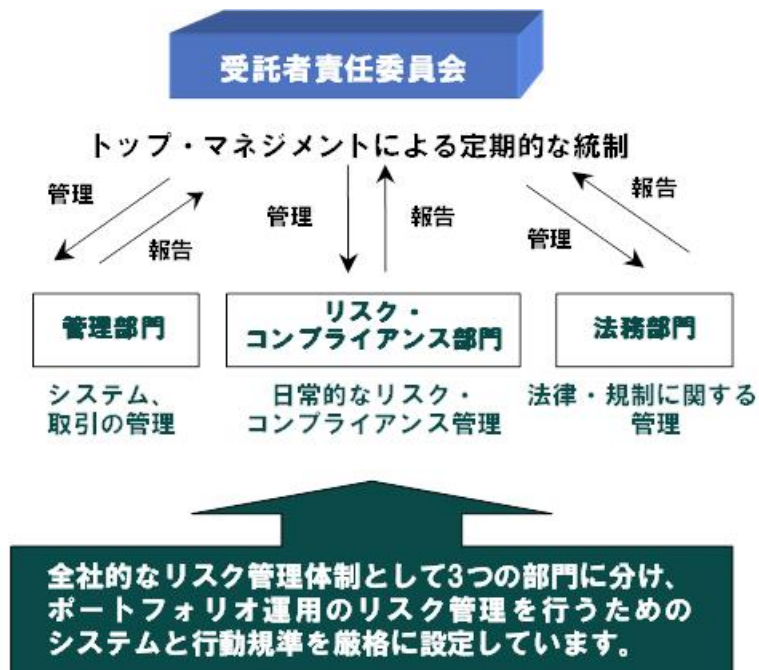 受託者責任委員会
トップ・マネジメントによる定期的な統制
管理
報告
管理
報告
管理
報告
管理部門
リスク・
コンプライアンス部門
法務部門
システム、
取引の管理
日常的なリスク・
コンプライアンス管理
法律・規制に関する
管理
全社的なリスク管理体制として3つの部門に分け、
ポートフォリオ運用のリスク管理を行うための
システムと行動規準を厳格に設定しています。